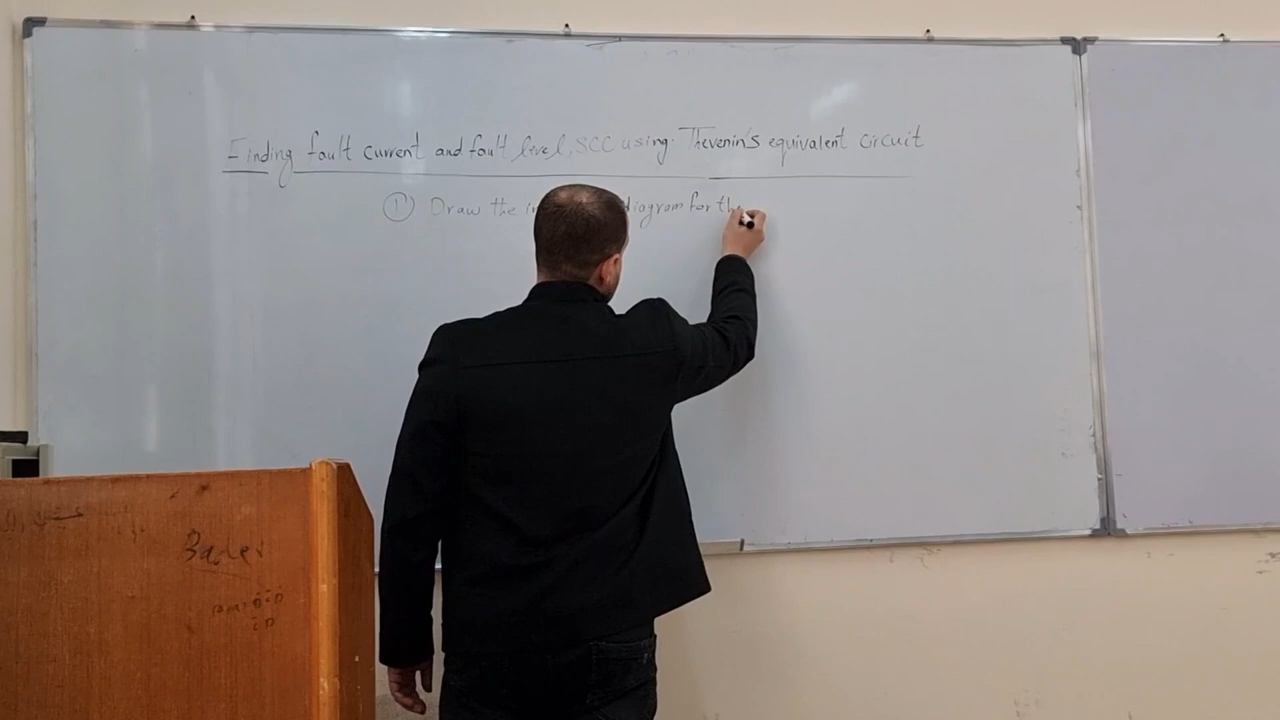 Finding fault current and fault level, SCC using Thevenin's equivalent circuit
① Draw the diagram for the
Bader